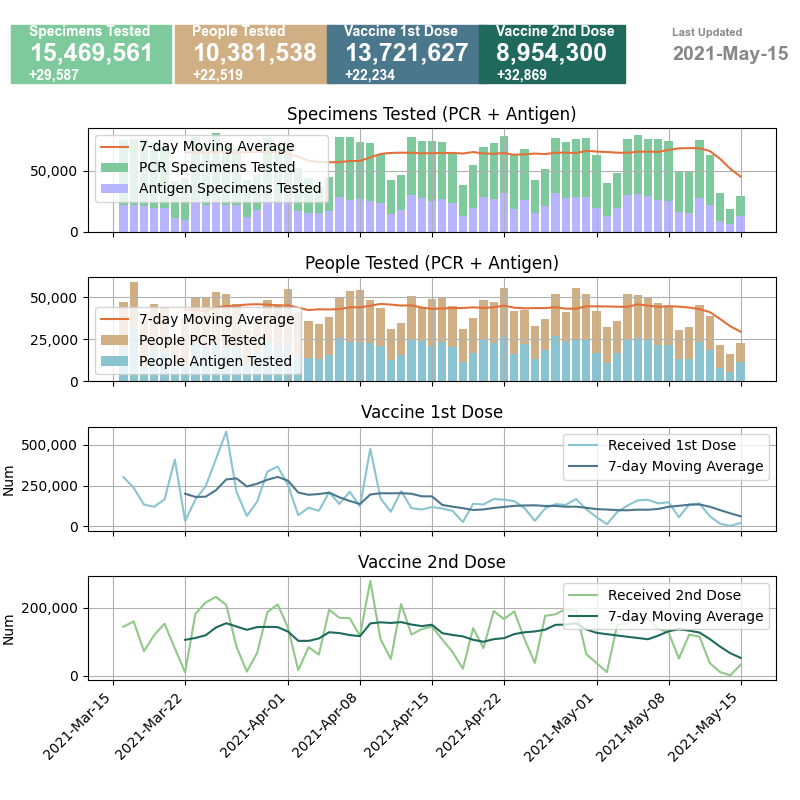 Specimens Tested
15,469,561
+29,587
People Tested
10,381,538
+22,519
Vaccine 1st Dose
13,721,627
+22,234
Vaccine 2nd Dose
8,954,300
+32,869
Last Updated
2021-May-15
Specimens Tested (PCR + Antigen)
50,000
0
7-day Moving Average
PCR Specimens Tested
Antigen Specimens Tested
People Tested (PCR + Antigen)
50,000
25,000
0
7-day Moving Average
People PCR Tested
People Antigen Tested
Vaccine 1st Dose
Num
500,000
250,000
0
Received 1st Dose
7-day Moving Average
Vaccine 2nd Dose
Num
200,000
0
Received 2nd Dose
7-day Moving Average
2021-Mar-15
2021-Mar-22
2021-Apr-01
2021-Apr-08
2021-Apr-15
2021-Apr-22
2021-May-01
2021-May-08
2021-May-15